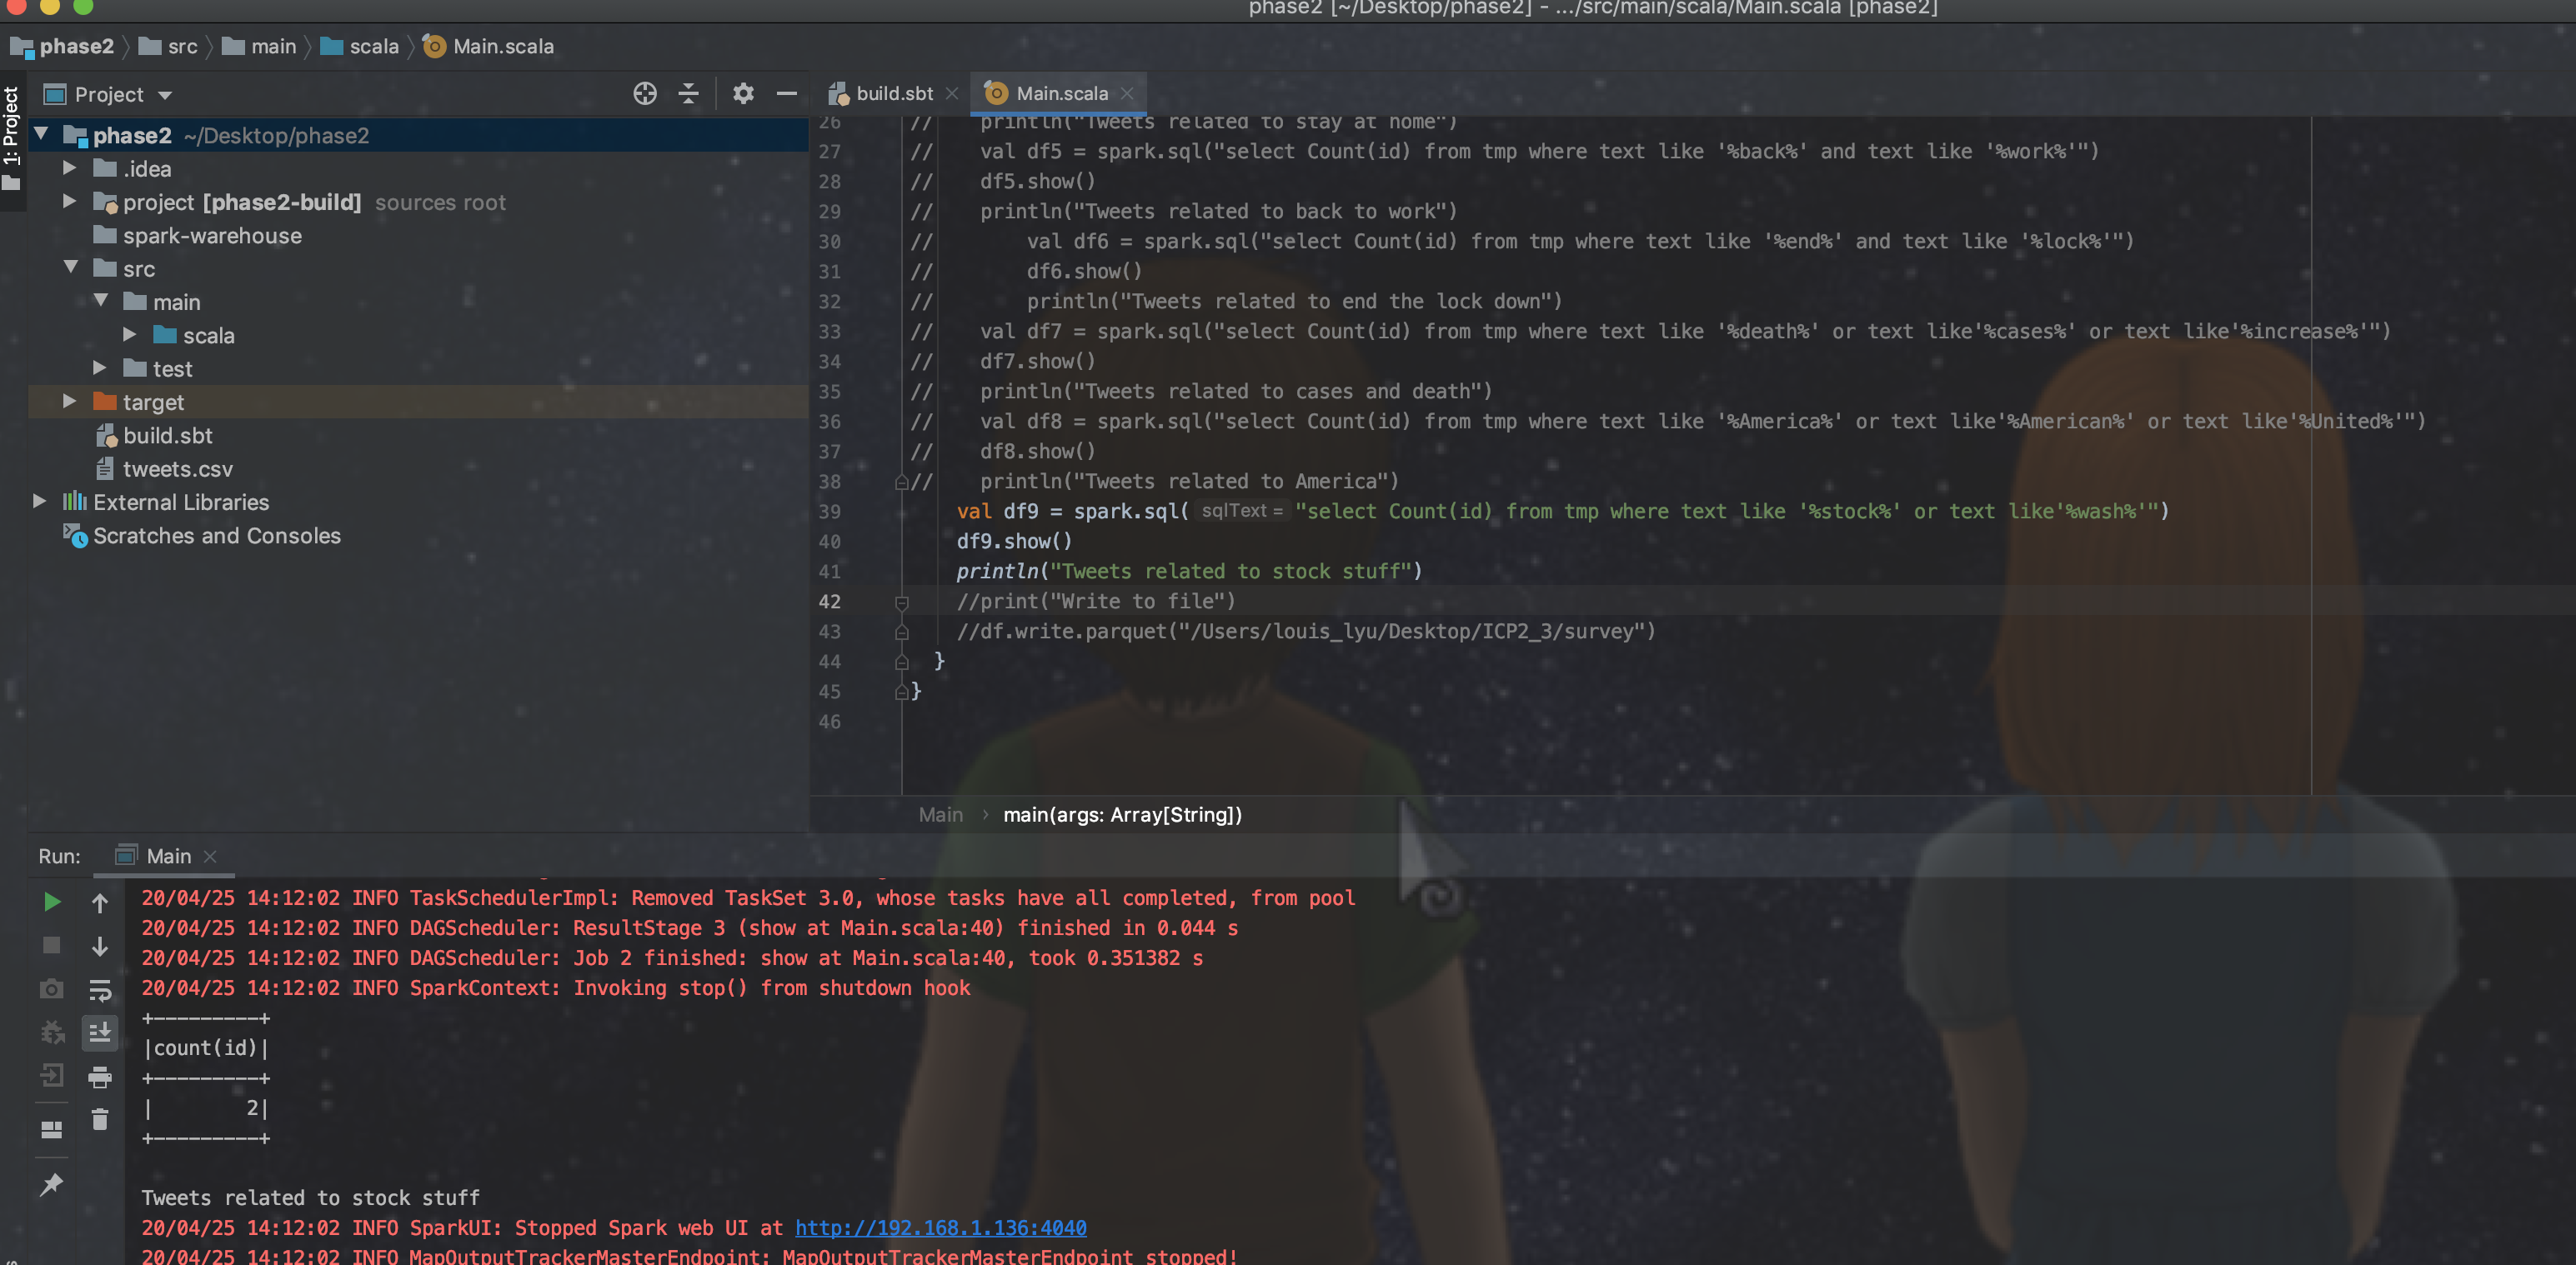 phase2 [~/Desktop/phase2] - .../src/main/scala/Main.scala [phase2]
phase2 src main scala Main.scala
1: Project
Project
build.sbt Main.scala
phase2 ~/Desktop/phase2
.idea
project [phase2-build] sources root
spark-warehouse
src
main
scala
test
target
build.sbt
tweets.csv
External Libraries
Scratches and Consoles
26 // println("Tweets related to stay at home")
27 // val df5 = spark.sql("select Count(id) from tmp where text like '%back%' and text like '%work%'")
28 // df5.show()
29 // println("Tweets related to back to work")
30 // val df6 = spark.sql("select Count(id) from tmp where text like '%end%' and text like '%lock%'")
31 // df6.show()
32 // println("Tweets related to end the lock down")
33 // val df7 = spark.sql("select Count(id) from tmp where text like '%death%' or text like'%cases%' or text like'%increase%'")
34 // df7.show()
35 // println("Tweets related to cases and death")
36 // val df8 = spark.sql("select Count(id) from tmp where text like '%America%' or text like'%American%' or text like'%United%'")
37 // df8.show()
38 // println("Tweets related to America")
39 val df9 = spark.sql( sqlText = "select Count(id) from tmp where text like '%stock%' or text like'%wash%'")
40 df9.show()
41 println("Tweets related to stock stuff")
42 //print("Write to file")
43 //df.write.parquet("/Users/louis_lyu/Desktop/ICP2_3/survey")
44 }
45 }
46
Main › main(args: Array[String])
Run: Main
20/04/25 14:12:02 INFO TaskSchedulerImpl: Removed TaskSet 3.0, whose tasks have all completed, from pool
20/04/25 14:12:02 INFO DAGScheduler: ResultStage 3 (show at Main.scala:40) finished in 0.044 s
20/04/25 14:12:02 INFO DAGScheduler: Job 2 finished: show at Main.scala:40, took 0.351382 s
20/04/25 14:12:02 INFO SparkContext: Invoking stop() from shutdown hook
+---------+
|count(id)|
+---------+
|        2|
+---------+
Tweets related to stock stuff
20/04/25 14:12:02 INFO SparkUI: Stopped Spark web UI at http://192.168.1.136:4040
20/04/25 14:12:02 INFO MapOutputTrackerMasterEndpoint: MapOutputTrackerMasterEndpoint stopped!